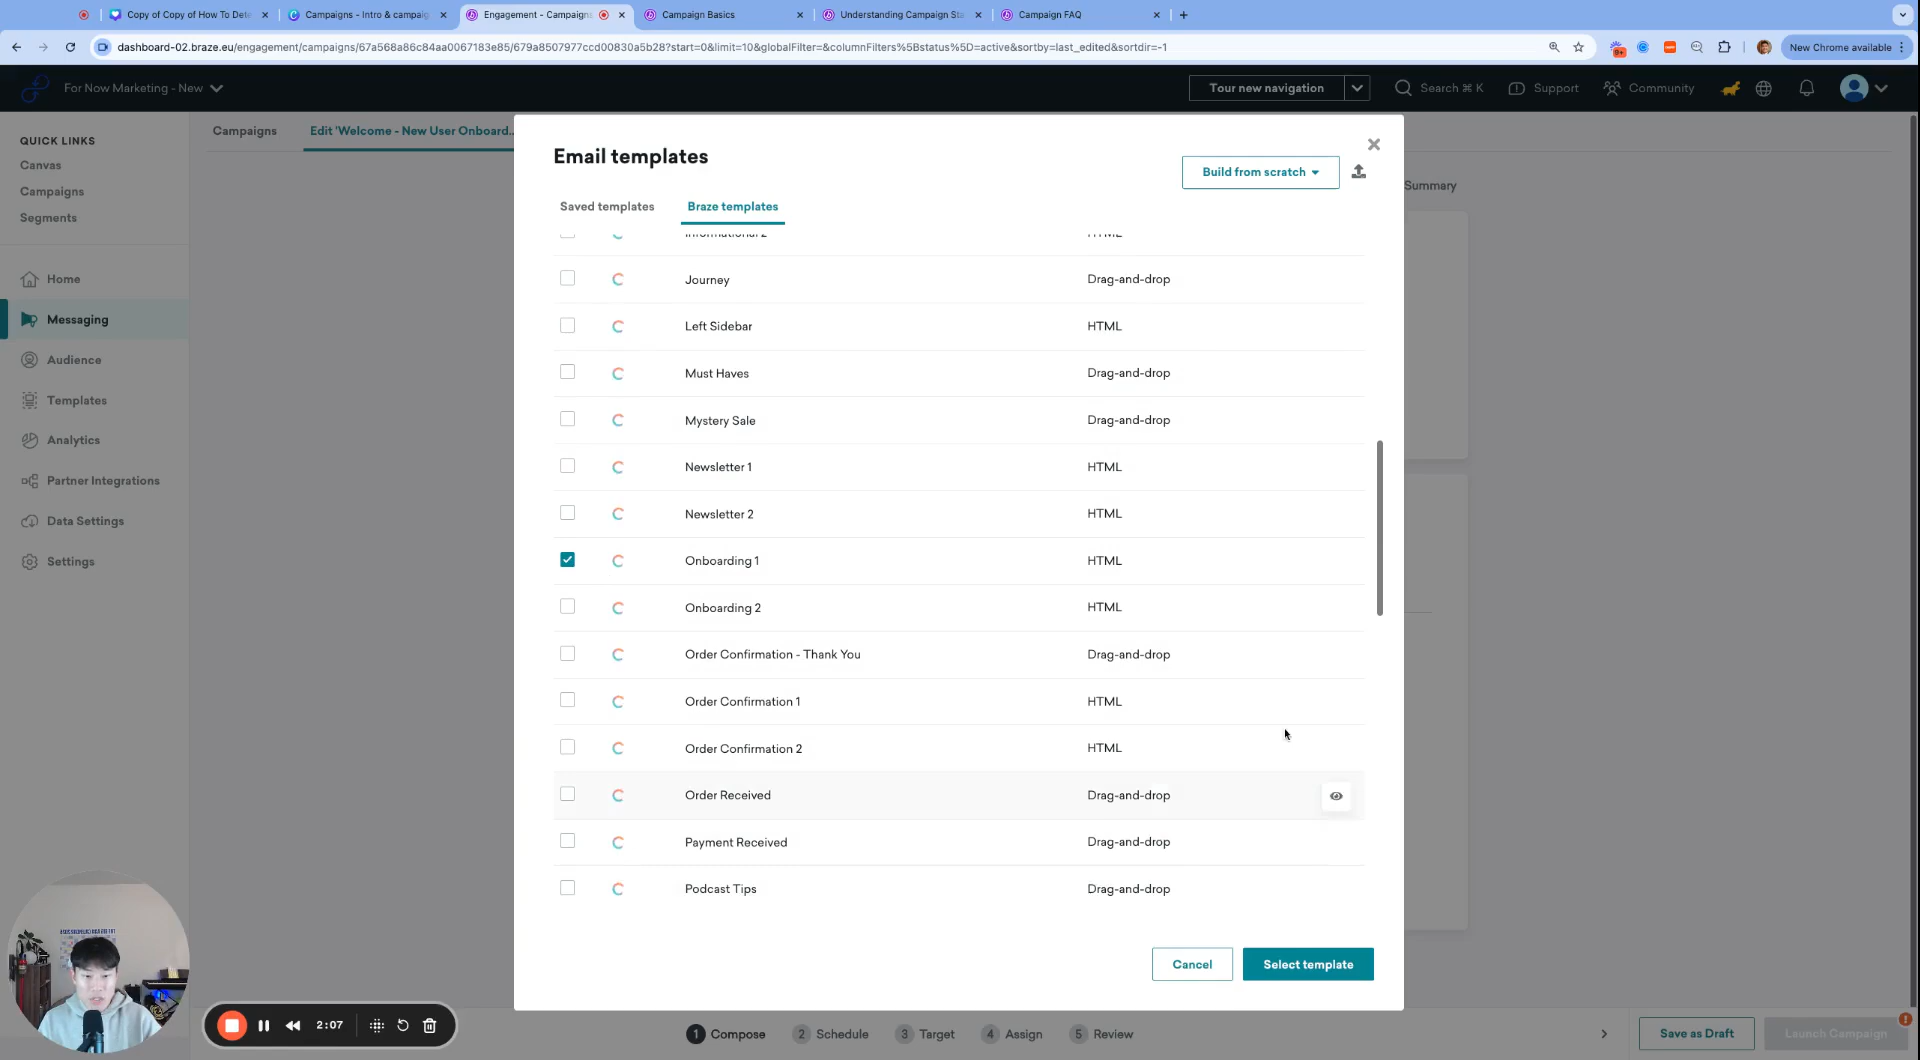 Copy of Copy of How To Dete
Campaigns - Intro & campaig
Engagement - Campaigns
Campaign Basics
Understanding Campaign Sta
Campaign FAQ
dashboard-02.braze.eu/engagement/campaigns/67a568a86c84aa0067183e85/679a8507977ccd00830a5b28?start=0&limit=10&globalFilter=&columnFilters%5Bstatus%5D=active&sortby=last_edited&sortdir=-1
9+
New Chrome available
For Now Marketing - New
Tour new navigation
Search ⌘ K
Support
Community
QUICK LINKS
Canvas
Campaigns
Segments
Home
Messaging
Audience
Templates
Analytics
Partner Integrations
Data Settings
Settings
Campaigns
Edit 'Welcome - New User Onboard...
Summary
Email templates
Build from scratch
Saved templates
Braze templates
Informational 2 HTML
Journey Drag-and-drop
Left Sidebar HTML
Must Haves Drag-and-drop
Mystery Sale Drag-and-drop
Newsletter 1 HTML
Newsletter 2 HTML
Onboarding 1 HTML
Onboarding 2 HTML
Order Confirmation - Thank You Drag-and-drop
Order Confirmation 1 HTML
Order Confirmation 2 HTML
Order Received Drag-and-drop
Payment Received Drag-and-drop
Podcast Tips Drag-and-drop
Cancel
Select template
2:07
1 Compose
2 Schedule
3 Target
4 Assign
5 Review
Save as Draft
Launch Campaign
!